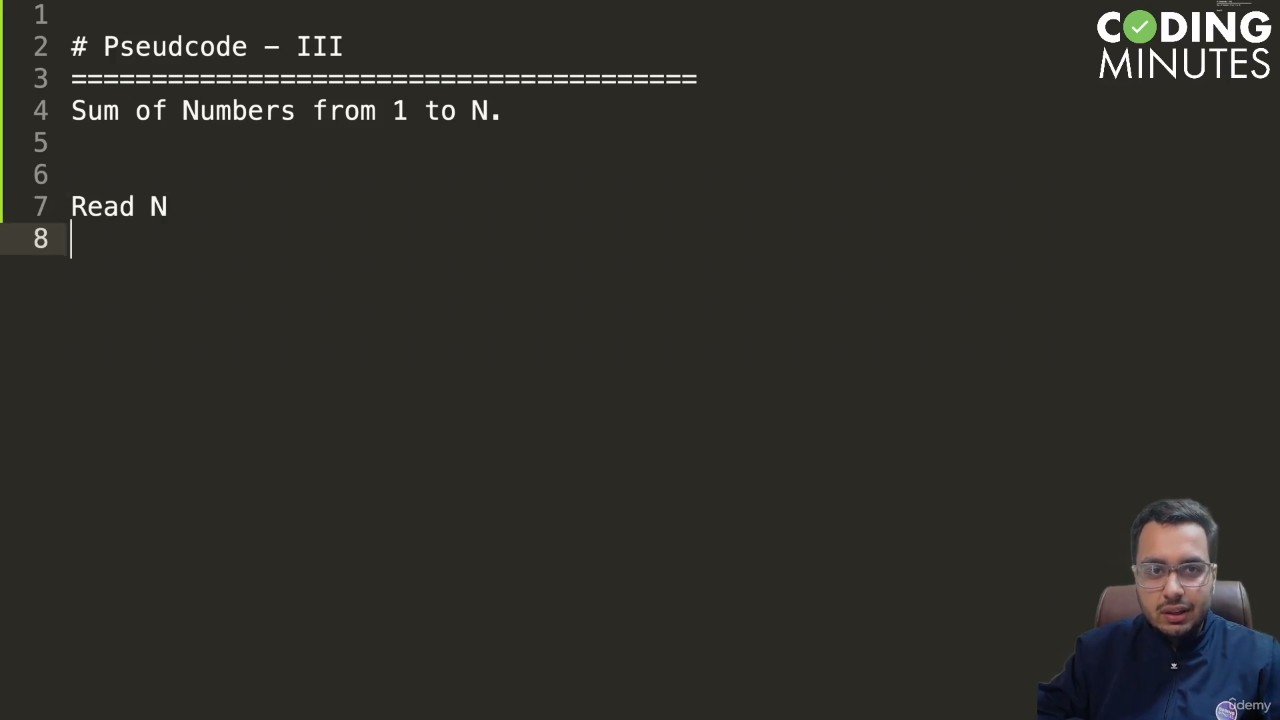 1
2 # Pseudcode - III
3 =======================================
4 Sum of Numbers from 1 to N.
5
6
7 Read N
8
CODING
MINUTES
ûdemy